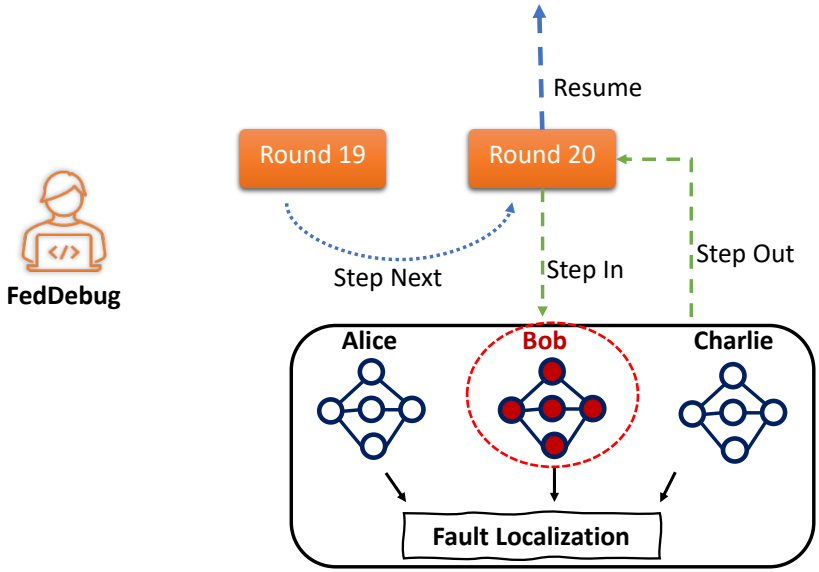 Resume
Round 19
Round 20
</>
FedDebug
Step Next
Step In
Step Out
Alice
Bob
Charlie
Fault Localization